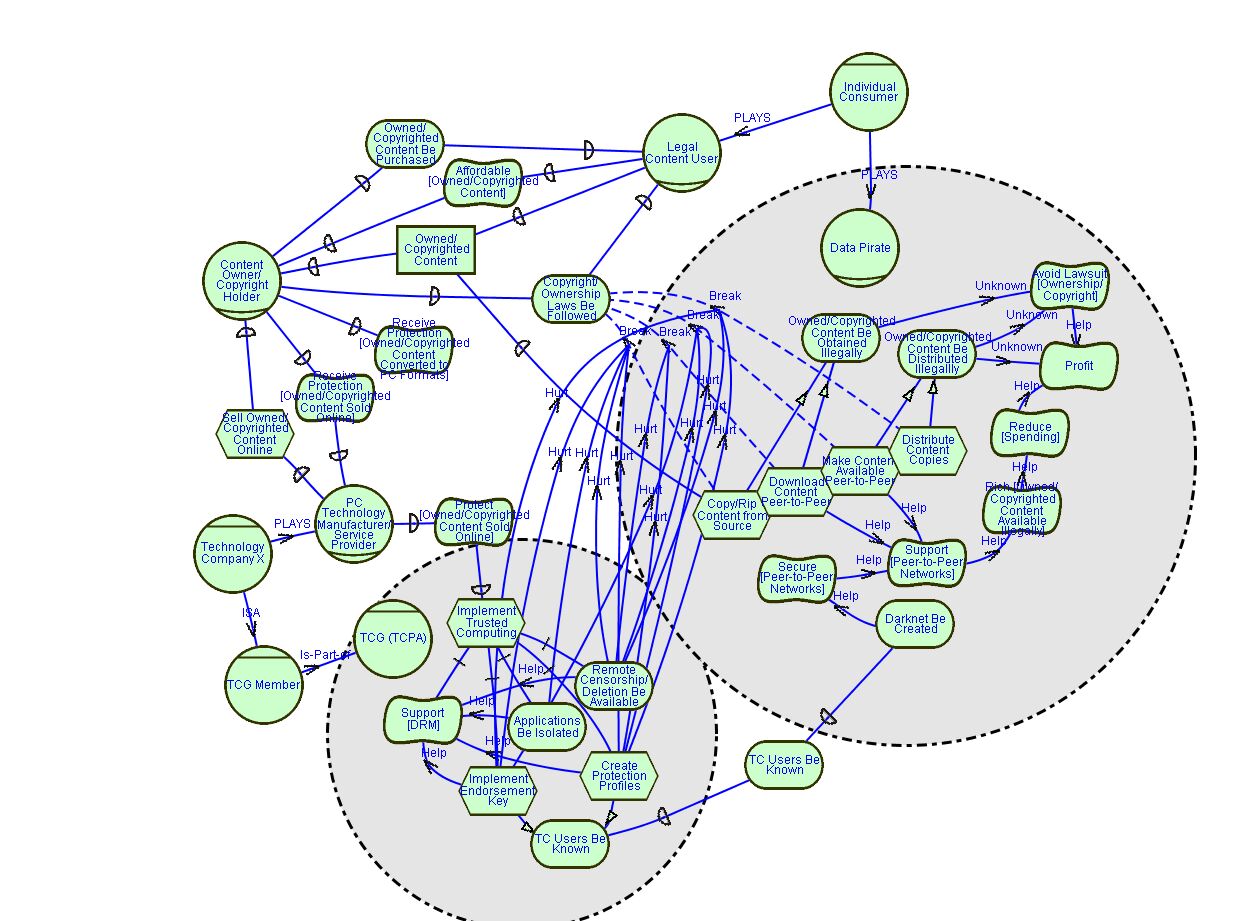 Individual
Consumer
PLAYS
PLAYS
Legal
Content User
Owned/
Copyrighted
Content Be
Purchased
Affordable
[Owned/Copyrighted
Content]
Owned/
Copyrighted
Content
Data Pirate
Content
Owner/
Copyright
Holder
Copyright/
Ownership
Laws Be
Followed
Break
Break
Break
Break
Avoid Lawsuit
[Ownership/
Copyright]
Unknown
Unknown
Unknown
Help
Owned/Copyrighted
Content Be
Obtained
Illegally
Owned/Copyrighted
Content Be
Distributed
Illegallly
Profit
Receive
Protection
[Owned/Copyrighted
Content
Converted to
PC Formats]
Receive
Protection
[Owned/Copyrighted
Content Sold
Online]
Sell Owned/
Copyrighted
Content
Online
Hurt
Hurt
Hurt
Hurt
Hurt
Hurt
Hurt
Hurt
Hurt
Hurt
Hurt
Hurt
Help
Reduce
[Spending]
Help
Distribute
Content
Copies
Make Content
Available
Peer-to-Peer
Download
Content
Peer-to-Peer
Copy/Rip
Content from
Source
Rich [Owned/
Copyrighted
Content
Available
Illegally]
Help
Help
Help
Support
[Peer-to-Peer
Networks]
Secure
[Peer-to-Peer
Networks]
Help
Help
Darknet Be
Created
PC
Technology
Manufacturer/
Service
Provider
PLAYS
Technology
Company X
Protect
[Owned/Copyrighted
Content Sold
Online]
ISA
TCG Member
Is-Part-of
TCG (TCPA)
Implement
Trusted
Computing
Remote
Censorship/
Deletion Be
Available
Help
Help
Help
Help
Support
[DRM]
Applications
Be Isolated
Implement
Endorsement
Key
Create
Protection
Profiles
TC Users Be
Known
TC Users Be
Known